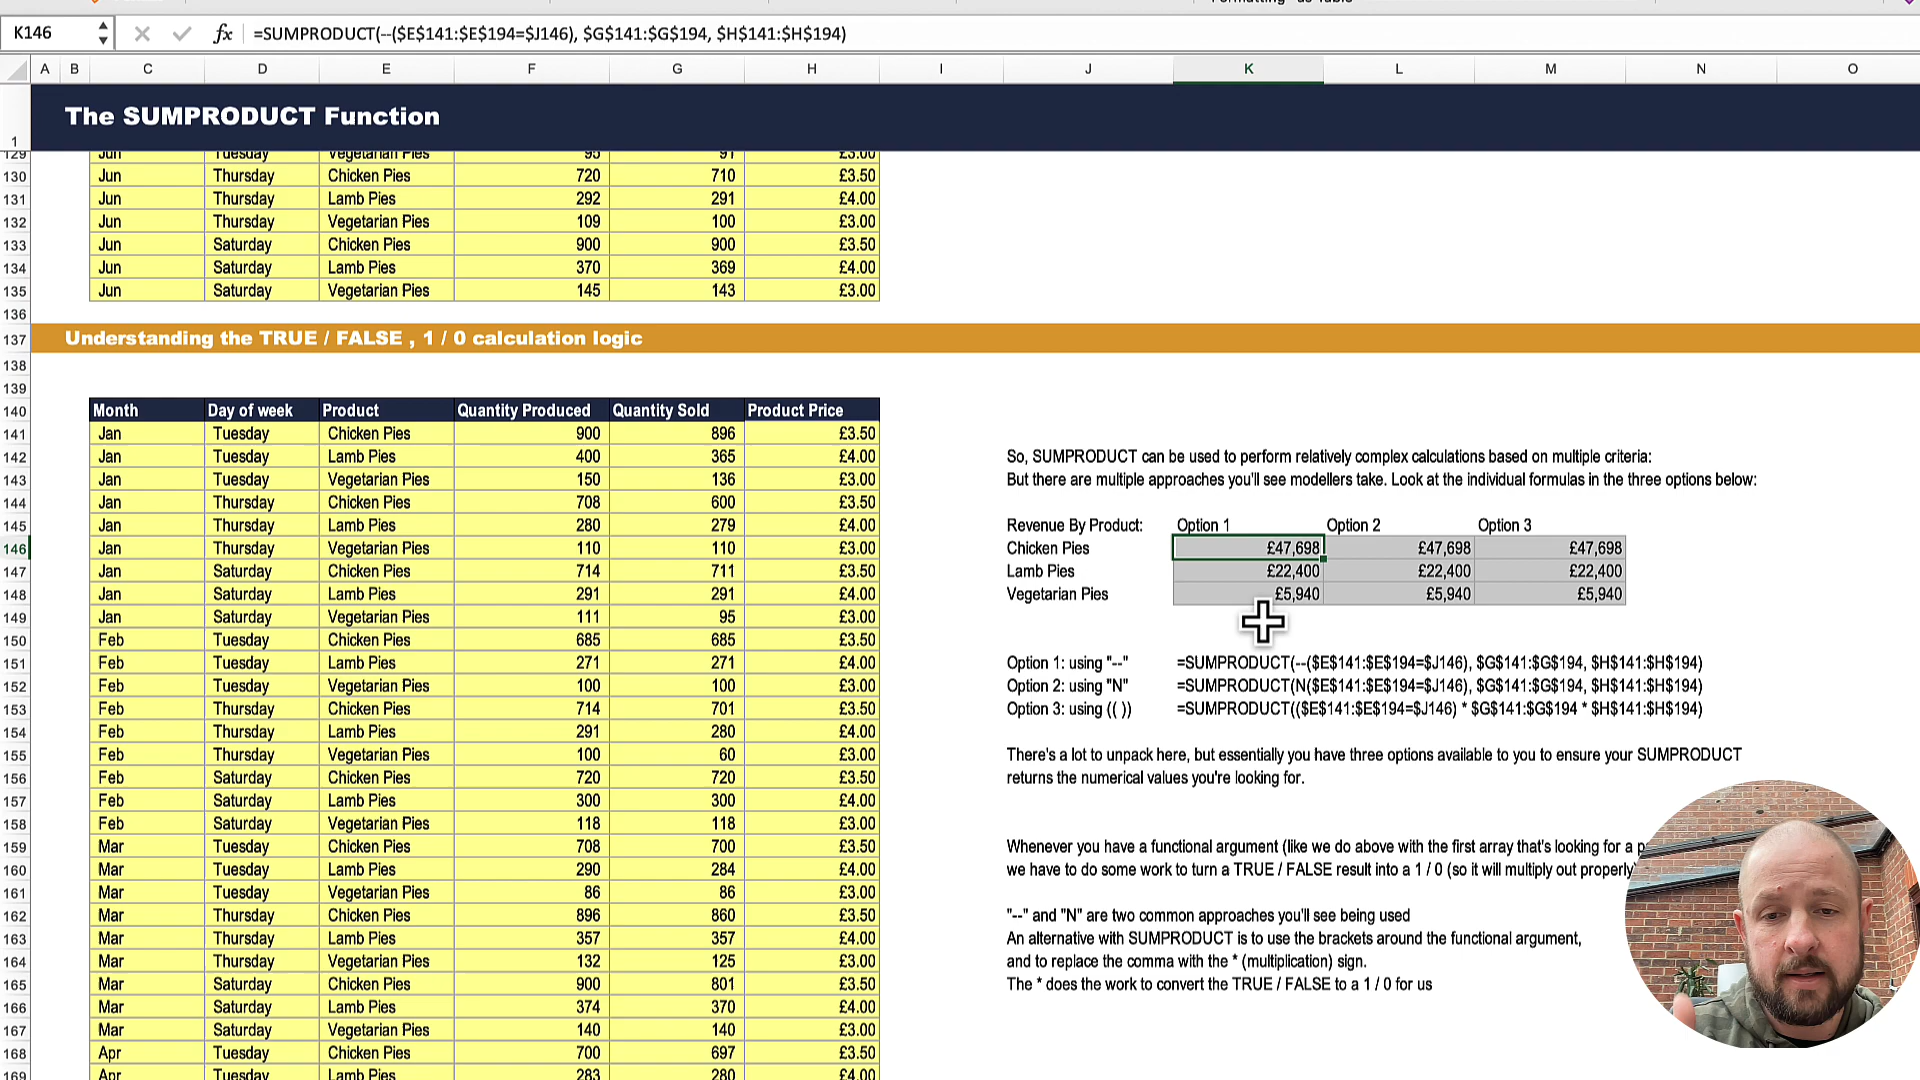 K146 fx =SUMPRODUCT(--($E$141:$E$194=$J146), $G$141:$G$194, $H$141:$H$194)
A B C D E F G H I J K L M N O
1 The SUMPRODUCT Function
129 Jun Tuesday Vegetarian Pies 95 91 £3.00
130 Jun Thursday Chicken Pies 720 710 £3.50
131 Jun Thursday Lamb Pies 292 291 £4.00
132 Jun Thursday Vegetarian Pies 109 100 £3.00
133 Jun Saturday Chicken Pies 900 900 £3.50
134 Jun Saturday Lamb Pies 370 369 £4.00
135 Jun Saturday Vegetarian Pies 145 143 £3.00
136
137 Understanding the TRUE / FALSE , 1 / 0 calculation logic
138
139
140 Month Day of week Product Quantity Produced Quantity Sold Product Price
141 Jan Tuesday Chicken Pies 900 896 £3.50
142 Jan Tuesday Lamb Pies 400 365 £4.00 So, SUMPRODUCT can be used to perform relatively complex calculations based on multiple criteria:
143 Jan Tuesday Vegetarian Pies 150 136 £3.00 But there are multiple approaches you'll see modellers take. Look at the individual formulas in the three options below:
144 Jan Thursday Chicken Pies 708 600 £3.50
145 Jan Thursday Lamb Pies 280 279 £4.00 Revenue By Product: Option 1 Option 2 Option 3
146 Jan Thursday Vegetarian Pies 110 110 £3.00 Chicken Pies £47,698 £47,698 £47,698
147 Jan Saturday Chicken Pies 714 711 £3.50 Lamb Pies £22,400 £22,400 £22,400
148 Jan Saturday Lamb Pies 291 291 £4.00 Vegetarian Pies £5,940 £5,940 £5,940
149 Jan Saturday Vegetarian Pies 111 95 £3.00
150 Feb Tuesday Chicken Pies 685 685 £3.50
151 Feb Tuesday Lamb Pies 271 271 £4.00 Option 1: using "--" =SUMPRODUCT(--($E$141:$E$194=$J146), $G$141:$G$194, $H$141:$H$194)
152 Feb Tuesday Vegetarian Pies 100 100 £3.00 Option 2: using "N" =SUMPRODUCT(N($E$141:$E$194=$J146), $G$141:$G$194, $H$141:$H$194)
153 Feb Thursday Chicken Pies 714 701 £3.50 Option 3: using (( )) =SUMPRODUCT(($E$141:$E$194=$J146) * $G$141:$G$194 * $H$141:$H$194)
154 Feb Thursday Lamb Pies 291 280 £4.00
155 Feb Thursday Vegetarian Pies 100 60 £3.00 There's a lot to unpack here, but essentially you have three options available to you to ensure your SUMPRODUCT
156 Feb Saturday Chicken Pies 720 720 £3.50 returns the numerical values you're looking for.
157 Feb Saturday Lamb Pies 300 300 £4.00
158 Feb Saturday Vegetarian Pies 118 118 £3.00
159 Mar Tuesday Chicken Pies 708 700 £3.50 Whenever you have a functional argument (like we do above with the first array that's looking for a
160 Mar Tuesday Lamb Pies 290 284 £4.00 we have to do some work to turn a TRUE / FALSE result into a 1 / 0 (so it will multiply out properly)
161 Mar Tuesday Vegetarian Pies 86 86 £3.00
162 Mar Thursday Chicken Pies 896 860 £3.50 "--" and "N" are two common approaches you'll see being used
163 Mar Thursday Lamb Pies 357 357 £4.00 An alternative with SUMPRODUCT is to use the brackets around the functional argument,
164 Mar Thursday Vegetarian Pies 132 125 £3.00 and to replace the comma with the * (multiplication) sign.
165 Mar Saturday Chicken Pies 900 801 £3.50 The * does the work to convert the TRUE / FALSE to a 1 / 0 for us
166 Mar Saturday Lamb Pies 374 370 £4.00
167 Mar Saturday Vegetarian Pies 140 140 £3.00
168 Apr Tuesday Chicken Pies 700 697 £3.50
169 Apr Tuesday Lamb Pies 283 280 £4.00